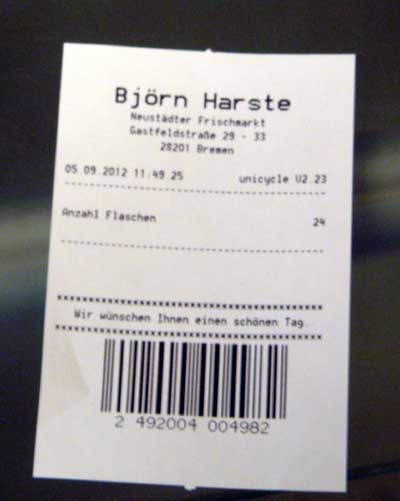 Björn Harste
Neustädter Frischmarkt
Gastfeldstraße 29 - 33
28201 Bremen
05.09.2012 11:49:25 unicycle V2.23
Anzahl Flaschen 24
Wir wünschen Ihnen einen schönen Tag.
2 492004 004982